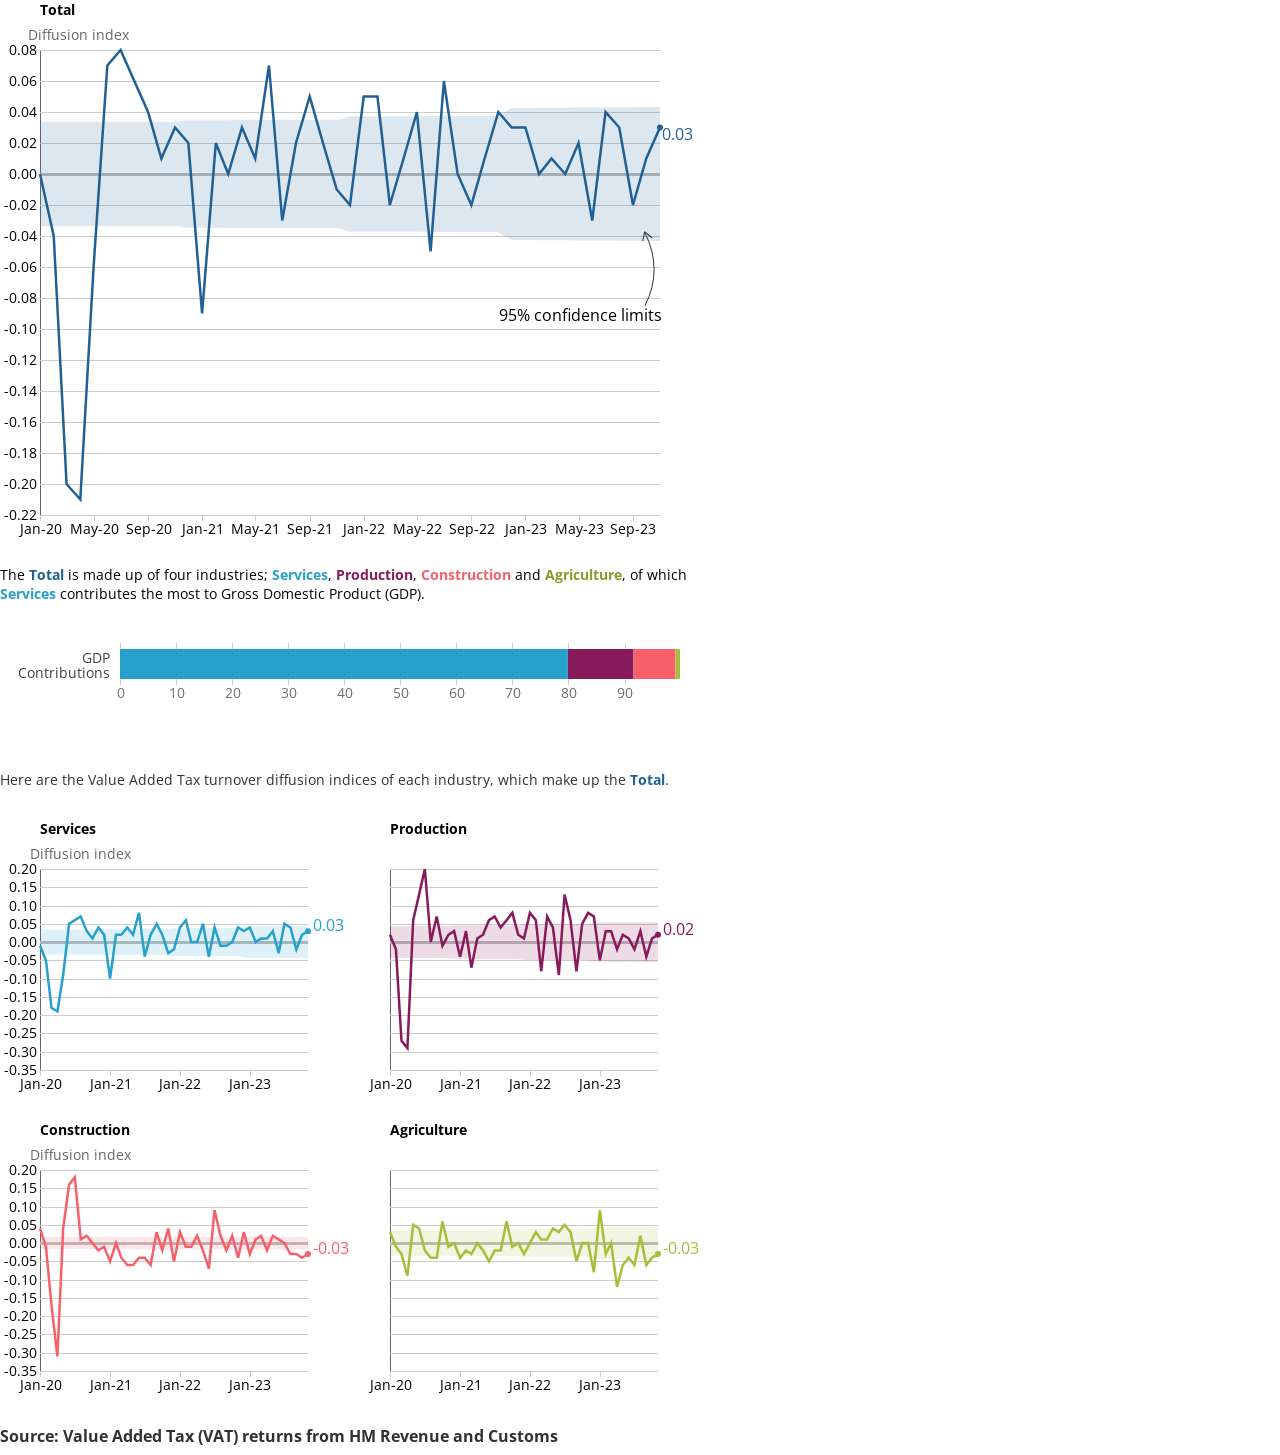 Total
Diffusion index
0.08
0.06
0.04
0.02
0.00
-0.02
-0.04
-0.06
-0.08
-0.10
-0.12
-0.14
-0.16
-0.18
-0.20
-0.22
0.03
95% confidence limits
Jan-20 May-20 Sep-20 Jan-21 May-21 Sep-21 Jan-22 May-22 Sep-22 Jan-23 May-23 Sep-23
The Total is made up of four industries; Services, Production, Construction and Agriculture, of which
Services contributes the most to Gross Domestic Product (GDP).
GDP
Contributions
0 10 20 30 40 50 60 70 80 90
Here are the Value Added Tax turnover diffusion indices of each industry, which make up the Total.
Services
Diffusion index
0.20
0.15
0.10
0.05
0.00
-0.05
-0.10
-0.15
-0.20
-0.25
-0.30
-0.35
0.03
Jan-20 Jan-21 Jan-22 Jan-23
Production
0.02
Jan-20 Jan-21 Jan-22 Jan-23
Construction
Diffusion index
0.20
0.15
0.10
0.05
0.00
-0.05
-0.10
-0.15
-0.20
-0.25
-0.30
-0.35
-0.03
Jan-20 Jan-21 Jan-22 Jan-23
Agriculture
-0.03
Jan-20 Jan-21 Jan-22 Jan-23
Source: Value Added Tax (VAT) returns from HM Revenue and Customs